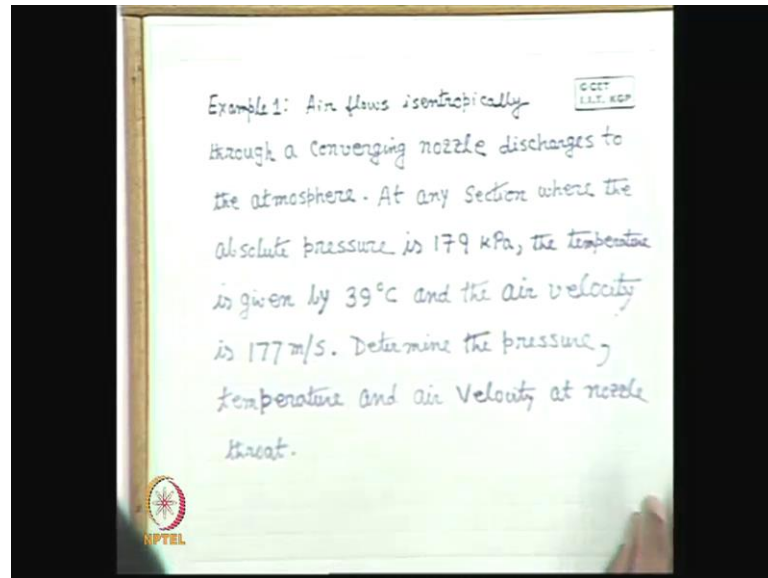 Example 1: Air flows isentropically
through a converging nozzle discharges to
the atmosphere. At any section where the
absolute pressure is 179 kPa, the temperature
is given by 39°C and the air velocity
is 177 m/s. Determine the pressure,
temperature and air velocity at nozzle
throat.
I.I.T. KGP
NPTEL